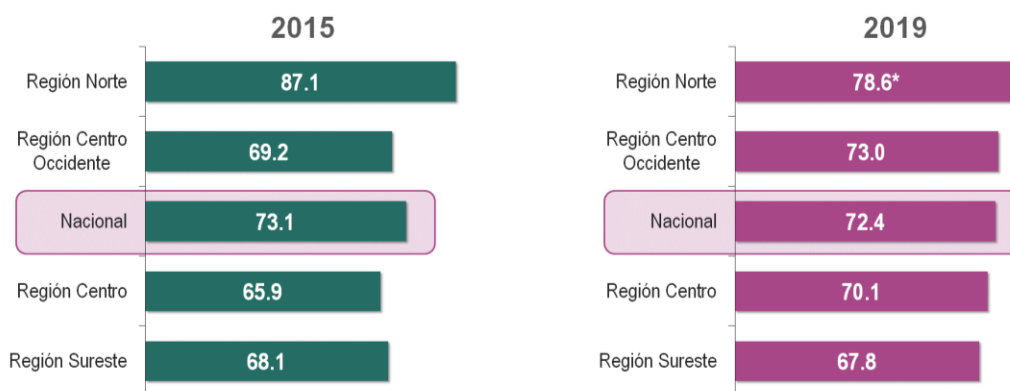 2015
Región Norte
87.1
Región Centro
Occidente
69.2
Nacional
73.1
Región Centro
65.9
Región Sureste
68.1
2019
Región Norte
78.6*
Región Centro
Occidente
73.0
Nacional
72.4
Región Centro
70.1
Región Sureste
67.8